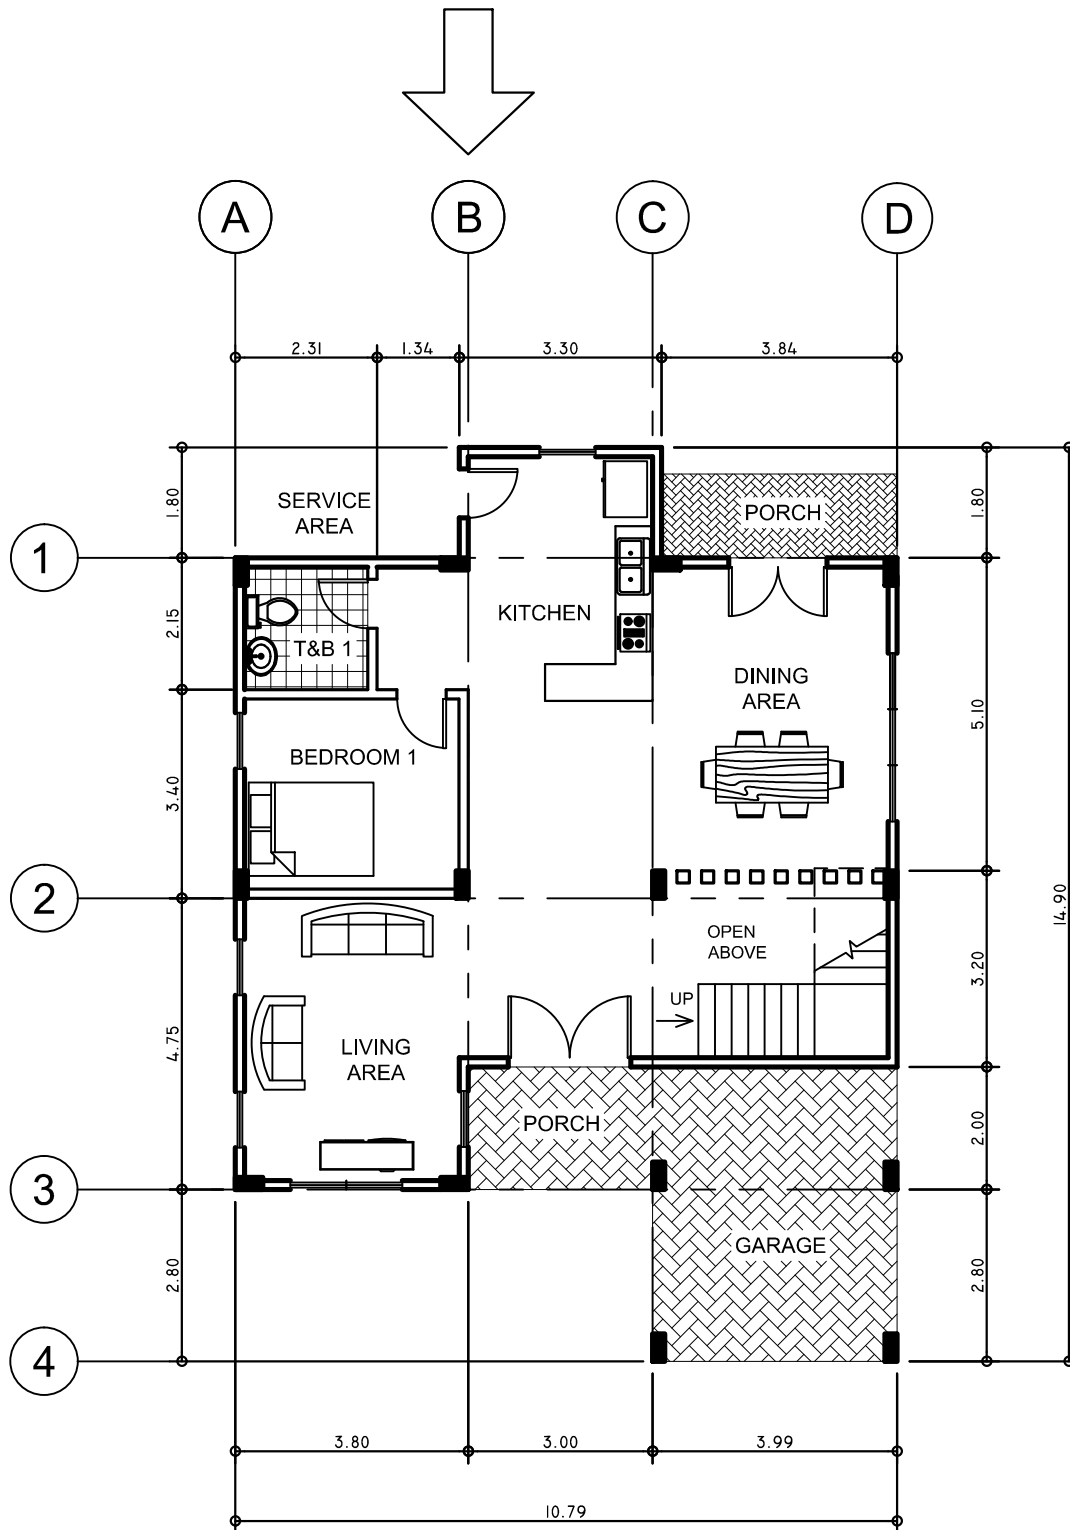 A
B
C
D
2.31
1.34
3.30
3.84
1.80
SERVICE
AREA
PORCH
1.80
1
2.15
T&B 1
KITCHEN
DINING
AREA
5.10
BEDROOM 1
3.40
2
14.90
OPEN
ABOVE
3.20
UP
4.75
LIVING
AREA
PORCH
2.00
3
GARAGE
2.80
2.80
4
3.80
3.00
3.99
10.79